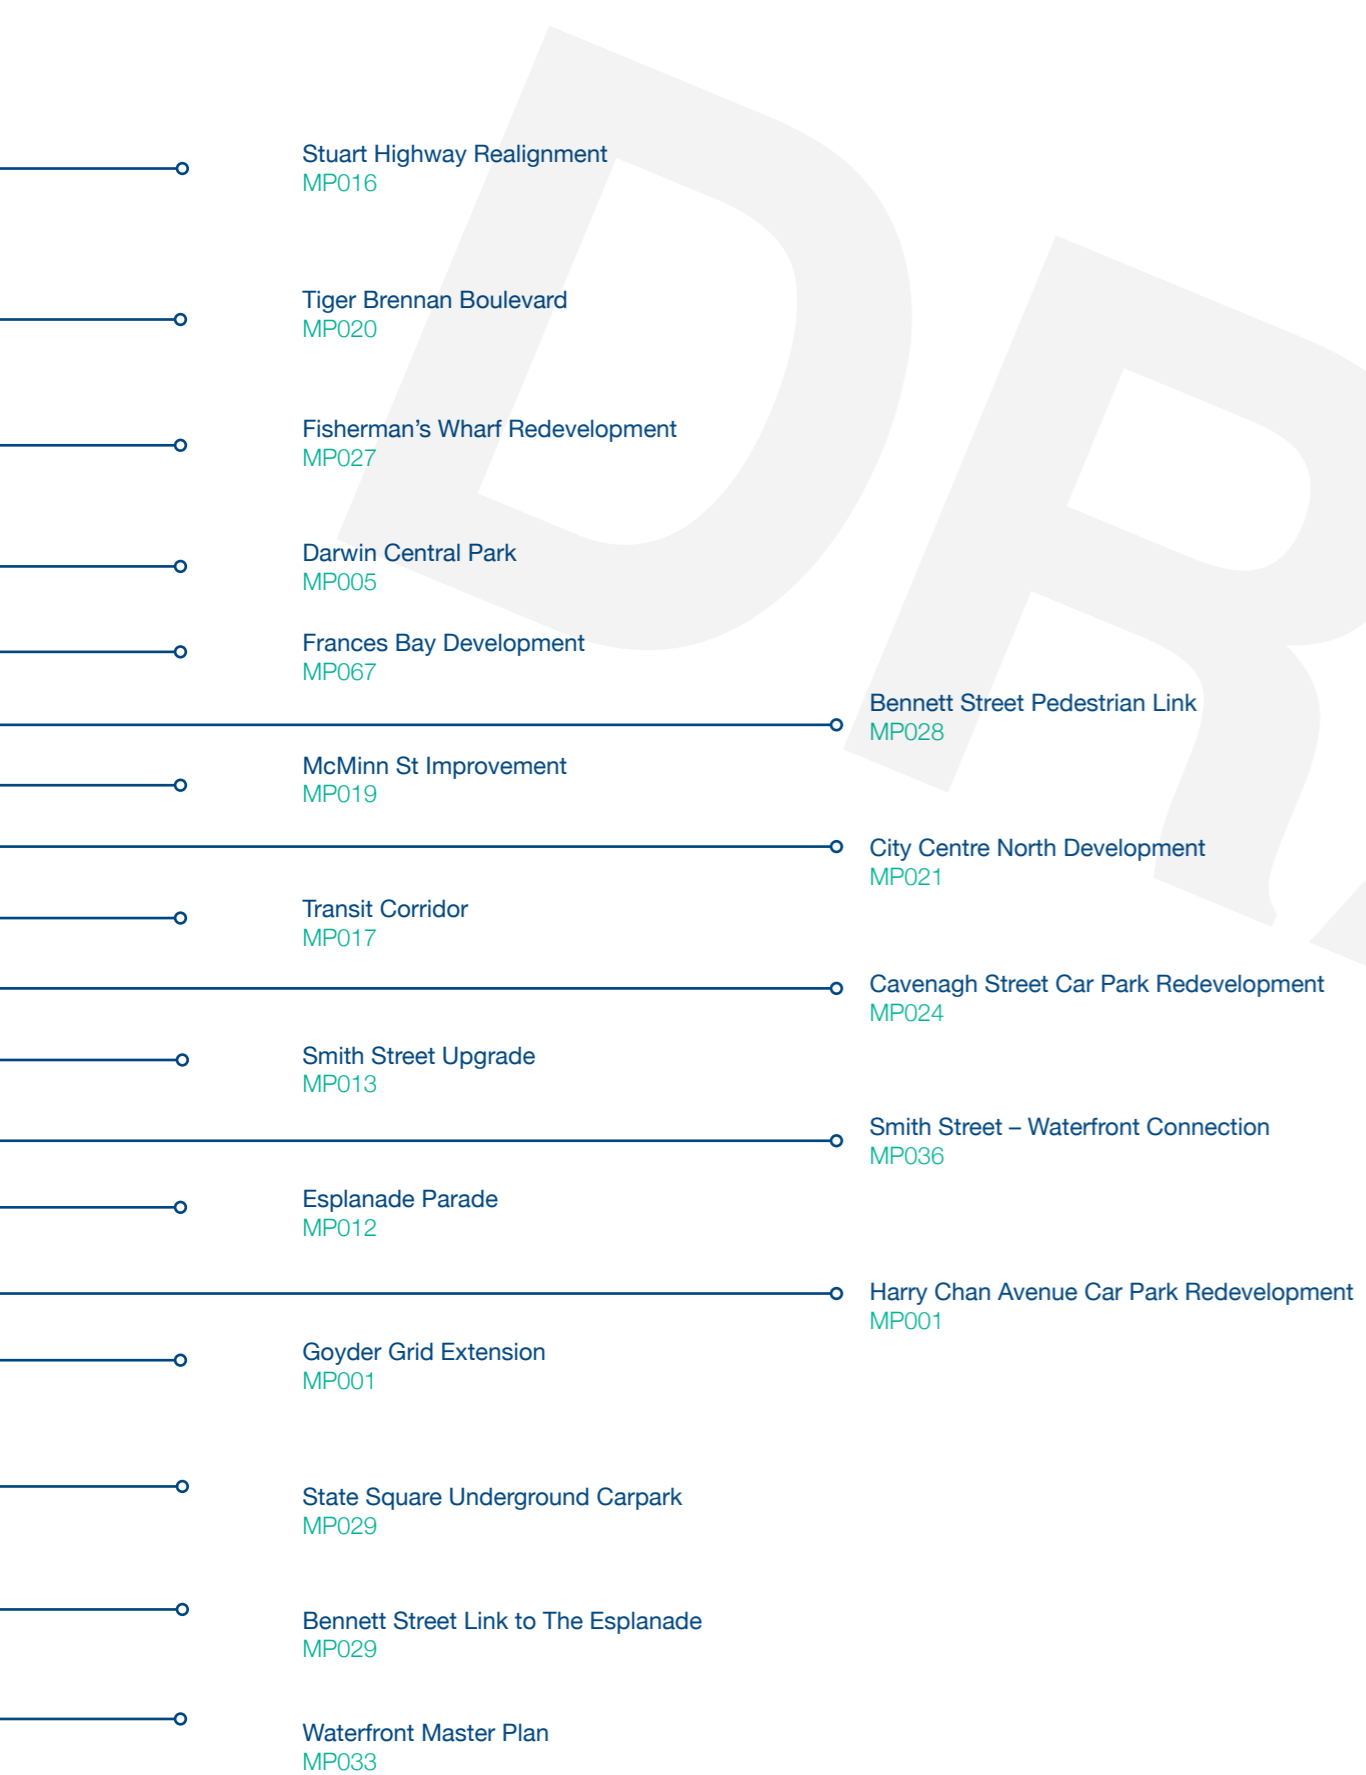 Stuart Highway Realignment
MP016
Tiger Brennan Boulevard
MP020
Fisherman’s Wharf Redevelopment
MP027
Darwin Central Park
MP005
Frances Bay Development
MP067
Bennett Street Pedestrian Link
MP028
McMinn St Improvement
MP019
City Centre North Development
MP021
Transit Corridor
MP017
Cavenagh Street Car Park Redevelopment
MP024
Smith Street Upgrade
MP013
Smith Street – Waterfront Connection
MP036
Esplanade Parade
MP012
Harry Chan Avenue Car Park Redevelopment
MP001
Goyder Grid Extension
MP001
State Square Underground Carpark
MP029
Bennett Street Link to The Esplanade
MP029
Waterfront Master Plan
MP033